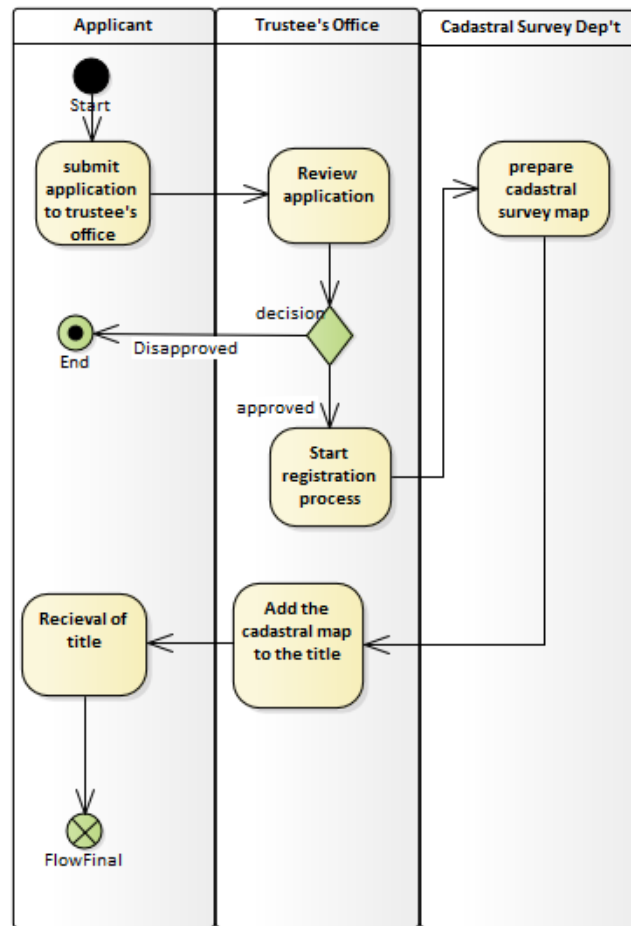 Applicant
Trustee's Office
Cadastral Survey Dep't
Start
submit
application
to trustee's
office
Review
application
prepare
cadastral
survey map
decision
Disapproved
End
approved
Start
registration
process
Recieval of
title
Add the
cadastral map
to the title
FlowFinal